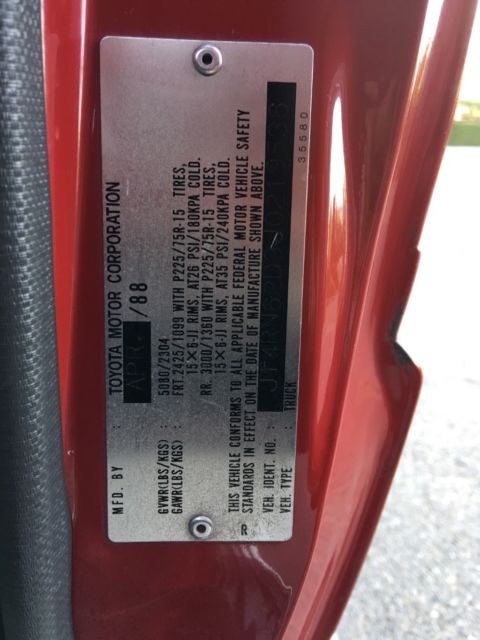 MFD. BY : TOYOTA MOTOR CORPORATION
APR. /88
GVWR(LBS/KGS) : 5080/2304
GAWR(LBS/KGS) : FRT. 2425/1099 WITH P225/75R-15 TIRES,
15×6-JJ RIMS, AT26 PSI/180KPA COLD.
RR. 3000/1360 WITH P225/75R-15 TIRES,
15×6-JJ RIMS, AT35 PSI/240KPA COLD.
THIS VEHICLE CONFORMS TO ALL APPLICABLE FEDERAL MOTOR VEHICLE SAFETY
STANDARDS IN EFFECT ON THE DATE OF MANUFACTURE SHOWN ABOVE.
VEH. IDENT. NO. :
VEH. TYPE : TRUCK
R
35580